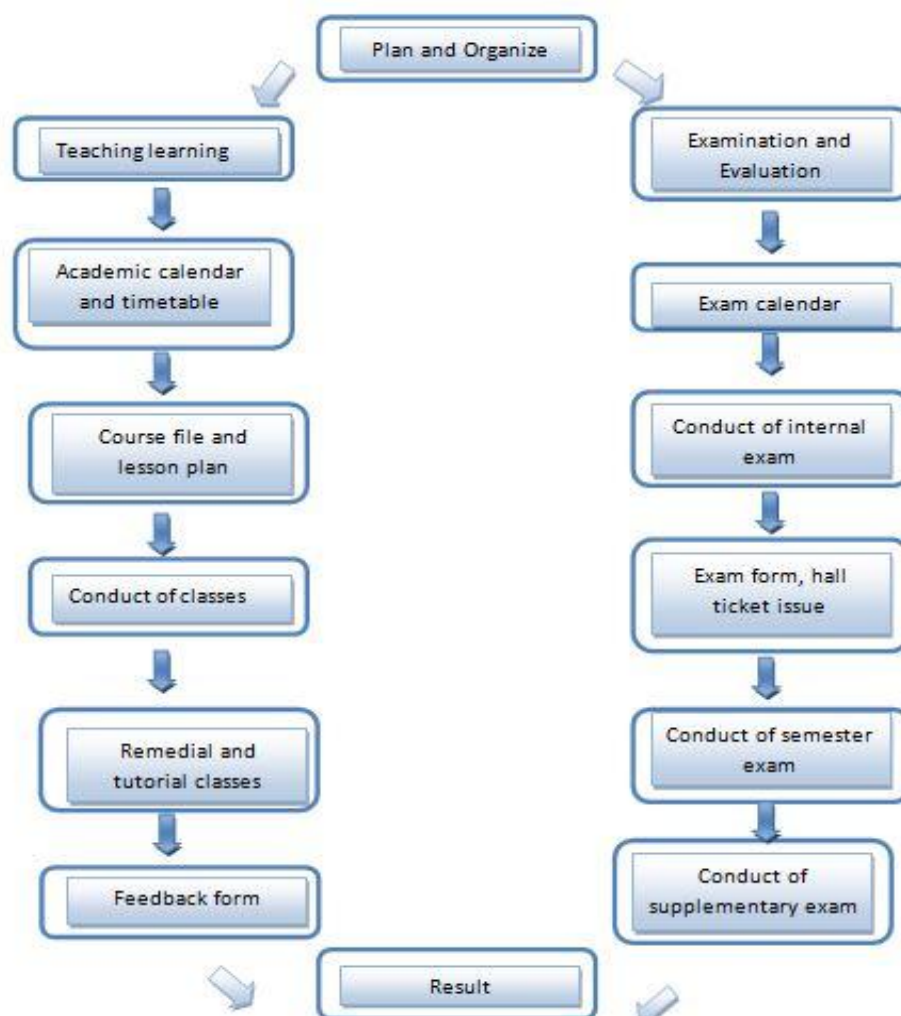 Plan and Organize
Teaching learning
Academic calendar
and timetable
Course file and
lesson plan
Conduct of classes
Remedial and
tutorial classes
Feedback form
Examination and
Evaluation
Exam calendar
Conduct of internal
exam
Exam form, hall
ticket issue
Conduct of semester
exam
Conduct of
supplementary exam
Result